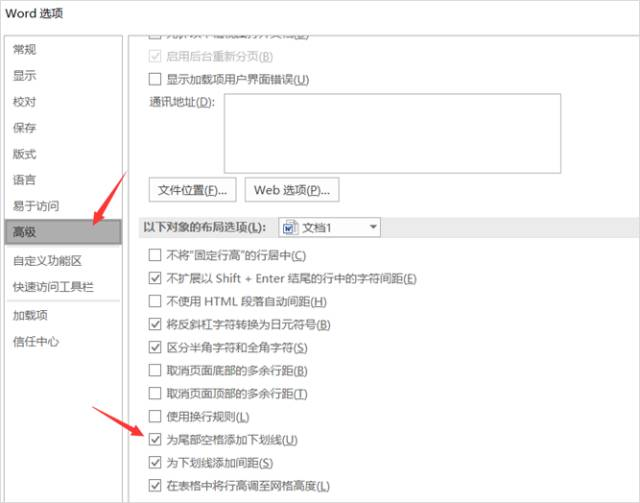 Word 选项
常规
显示
校对
保存
版式
语言
易于访问
高级
自定义功能区
快速访问工具栏
加载项
信任中心
启用后台重新分页(B)
显示加载项用户界面错误(U)
通讯地址(D):
文件位置(F)... Web 选项(P)...
以下对象的布局选项(L): 文档1
不将“固定行高”的行居中(C)
不扩展以 Shift + Enter 结尾的行中的字符间距(E)
不使用 HTML 段落自动间距(H)
将反斜杠字符转换为日元符号(B)
区分半角字符和全角字符(S)
取消页面底部的多余行距(B)
取消页面顶部的多余行距(T)
使用换行规则(L)
为尾部空格添加下划线(U)
为下划线添加间距(S)
在表格中将行高调至网格高度(L)